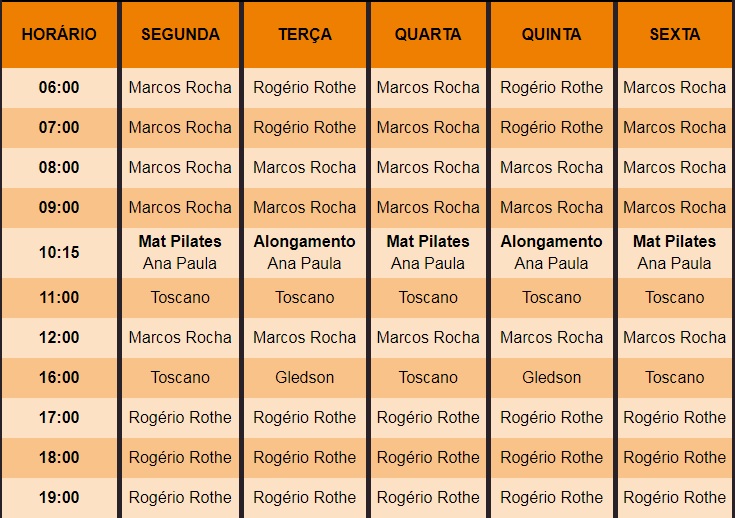 HORÁRIO SEGUNDA TERÇA QUARTA QUINTA SEXTA
06:00 Marcos Rocha Rogério Rothe Marcos Rocha Rogério Rothe Marcos Rocha
07:00 Marcos Rocha Rogério Rothe Marcos Rocha Rogério Rothe Marcos Rocha
08:00 Marcos Rocha Marcos Rocha Marcos Rocha Marcos Rocha Marcos Rocha
09:00 Marcos Rocha Marcos Rocha Marcos Rocha Marcos Rocha Marcos Rocha
Mat Pilates Alongamento Mat Pilates Alongamento Mat Pilates
10:15
Ana Paula Ana Paula Ana Paula Ana Paula Ana Paula
11:00 Toscano Toscano Toscano Toscano Toscano
12:00 Marcos Rocha Marcos Rocha Marcos Rocha Marcos Rocha Marcos Rocha
16:00 Toscano Gledson Toscano Gledson Toscano
17:00 Rogério Rothe Rogério Rothe Rogério Rothe Rogério Rothe Rogério Rothe
18:00 Rogério Rothe Rogério Rothe Rogério Rothe Rogério Rothe Rogério Rothe
19:00 Rogério Rothe Rogério Rothe Rogério Rothe Rogério Rothe Rogério Rothe